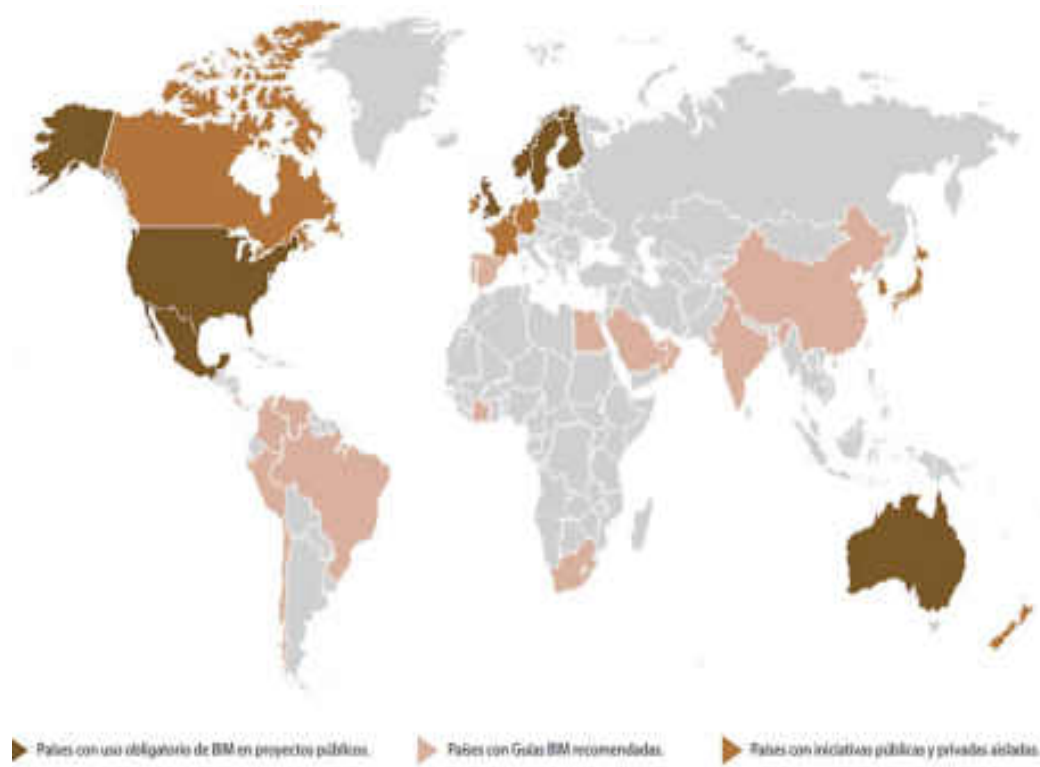 Países con uso obligatorio de BIM en proyectos públicos.
Países con Guías BIM recomendadas.
Países con iniciativas públicas y privadas aisladas.